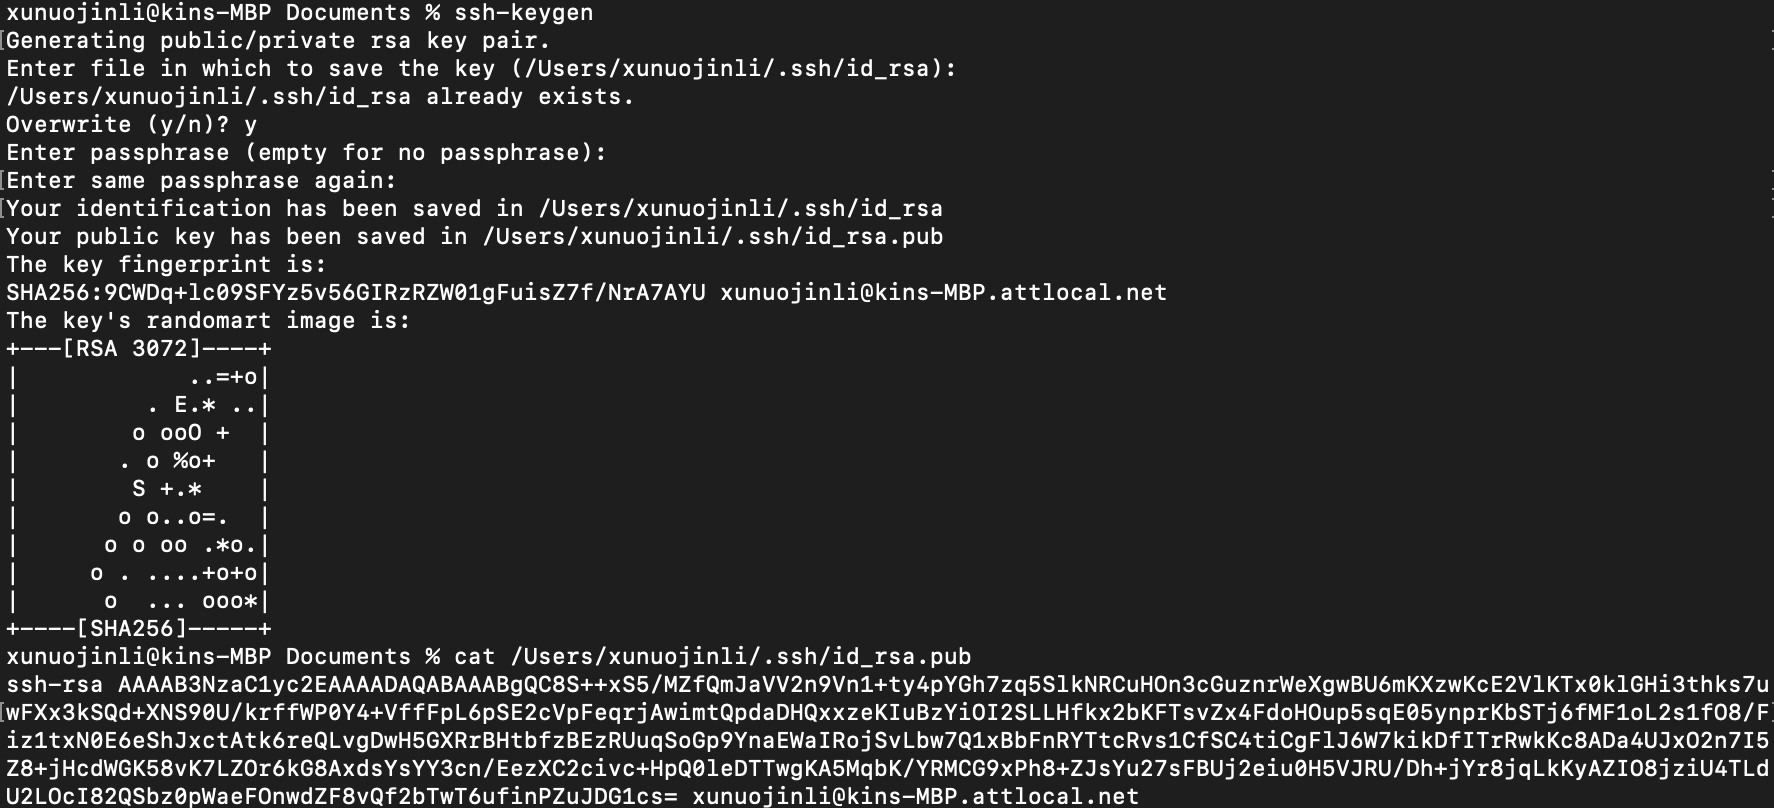 xunuojinli@kins-MBP Documents % ssh-keygen
Generating public/private rsa key pair.
Enter file in which to save the key (/Users/xunuojinli/.ssh/id_rsa):
/Users/xunuojinli/.ssh/id_rsa already exists.
Overwrite (y/n)? y
Enter passphrase (empty for no passphrase):
Enter same passphrase again:
Your identification has been saved in /Users/xunuojinli/.ssh/id_rsa
Your public key has been saved in /Users/xunuojinli/.ssh/id_rsa.pub
The key fingerprint is:
SHA256:9CWDq+lc09SFYz5v56GIRzRZW01gFuisZ7f/NrA7AYU xunuojinli@kins-MBP.attlocal.net
The key's randomart image is:
+---[RSA 3072]----+
|             ..=+o|
|          . E.* ..|
|         o ooO +  |
|        . o %o+   |
|         S +.*    |
|        o o..o=.  |
|       o o oo .*o.|
|      o . ....+o+o|
|       o  ... ooo*|
+----[SHA256]-----+
xunuojinli@kins-MBP Documents % cat /Users/xunuojinli/.ssh/id_rsa.pub
ssh-rsa AAAAB3NzaC1yc2EAAAADAQABAAABgQC8S++xS5/MZfQmJaVV2n9Vn1+ty4pYGh7zq5SlkNRCuHOn3cGuznrWeXgwBU6mKXzwKcE2VlKTx0klGHi3thks7u
wFXx3kSQd+XNS90U/krffWP0Y4+VffFpL6pSE2cVpFeqrjAwimtQpdaDHQxxzeKIuBzYiOI2SLLHfkx2bKFTsvZx4FdoHOup5sqE05ynprKbSTj6fMF1oL2s1fO8/F
iz1txN0E6eShJxctAtk6reQLvgDwH5GXRrBHtbfzBEzRUuqSoGp9YnaEWaIRojSvLbw7Q1xBbFnRYTtcRvs1CfSC4tiCgFlJ6W7kikDfITrRwkKc8ADa4UJxO2n7I5
Z8+jHcdWGK58vK7LZOr6kG8AxdsYsYY3cn/EezXC2civc+HpQ0leDTTwgKA5MqbK/YRMCG9xPh8+ZJsYu27sFBUj2eiu0H5VJRU/Dh+jYr8jqLkKyAZIO8jziU4TLd
U2LOcI82QSbz0pWaeFOnwdZF8vQf2bTwT6ufinPZuJDG1cs= xunuojinli@kins-MBP.attlocal.net